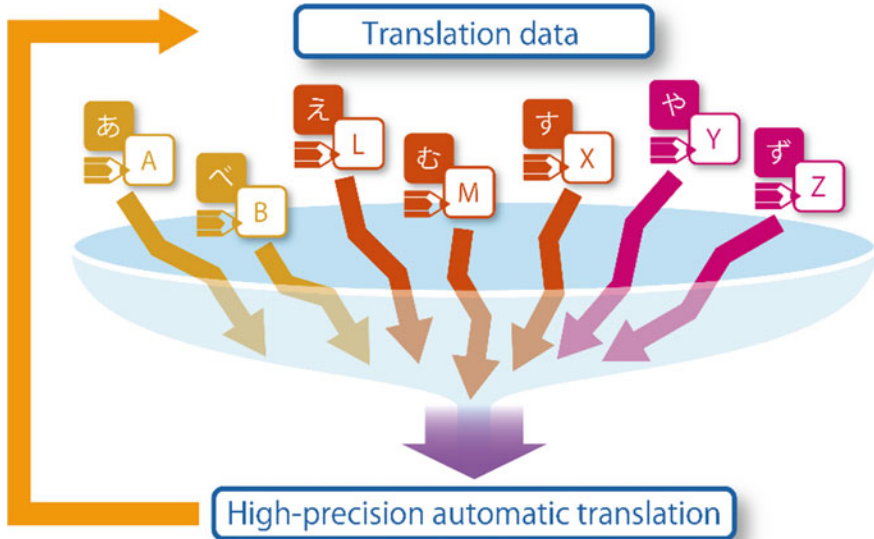 Translation data
あ
A
べ
B
え
L
む
M
す
X
や
Y
ず
Z
High-precision automatic translation